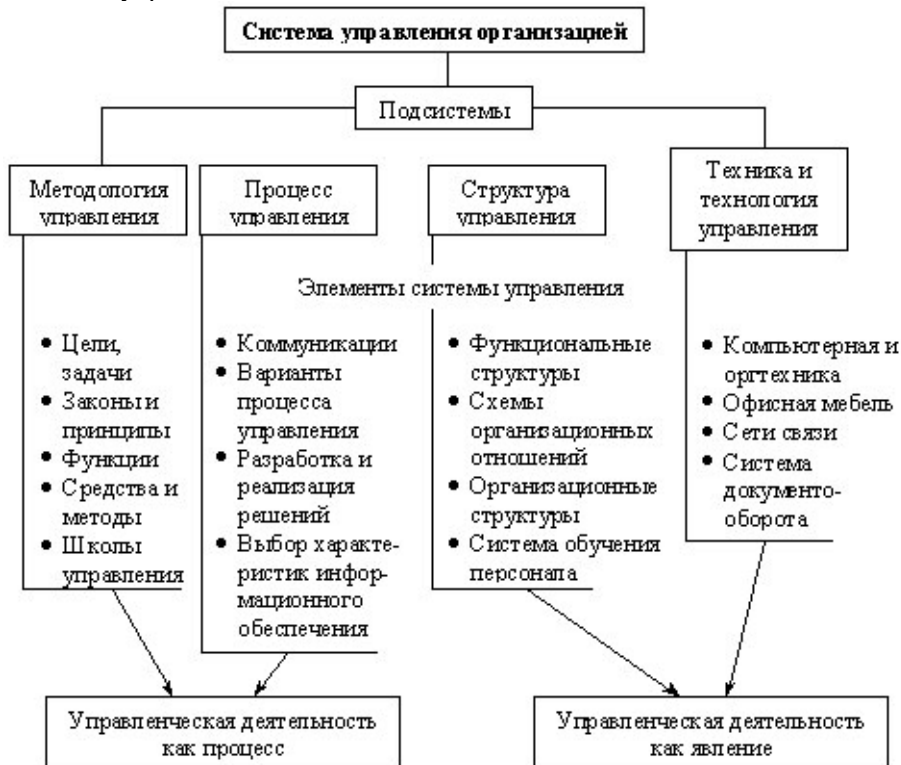 Система управления организацией
Подсистемы
Методология
управления
Процесс
управления
Структура
управления
Техника и
технология
управления
Элементы системы управления
• Цели,
задачи
• Законы и
принципы
• Функции
• Средства и
методы
• Школы
управления
• Коммуникации
• Варианты
процесса
управления
• Разработка и
реализация
решений
• Выбор характе-
ристик инфор-
мационного
обеспечения
• Функциональные
структуры
• Схемы
организационных
отношений
• Организационные
структуры
• Система обучения
персонала
• Компьютерная и
оргтехника
• Офисная мебель
• Сети связи
• Система
документо-
оборота
Управленческая деятельность
как процесс
Управленческая деятельность
как явление